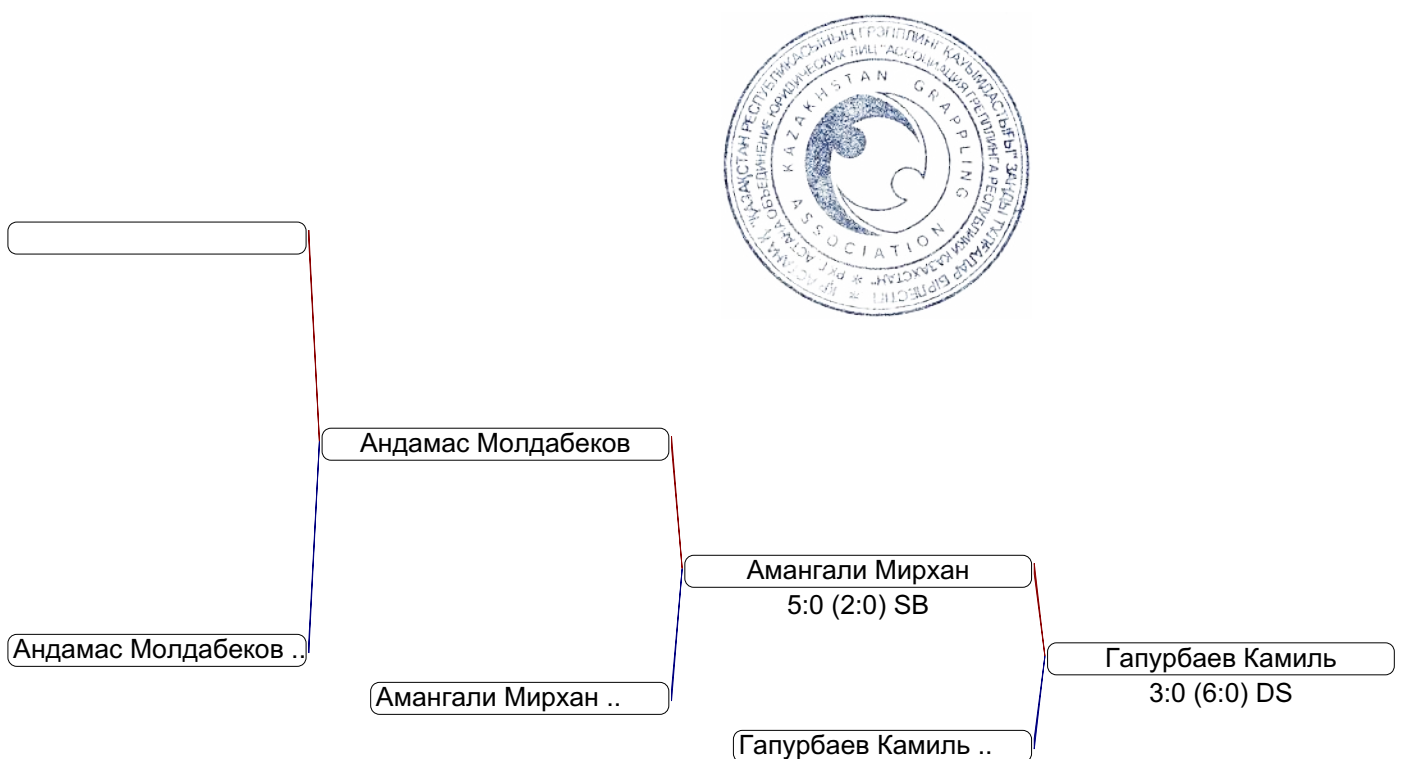 KAZAKHSTAN GRAPPLING ASSOCIATION
Андамас Молдабеков
Амангали Мирхан
5:0 (2:0) SB
Андамас Молдабеков ..
Гапурбаев Камиль
3:0 (6:0) DS
Амангали Мирхан ..
Гапурбаев Камиль ..